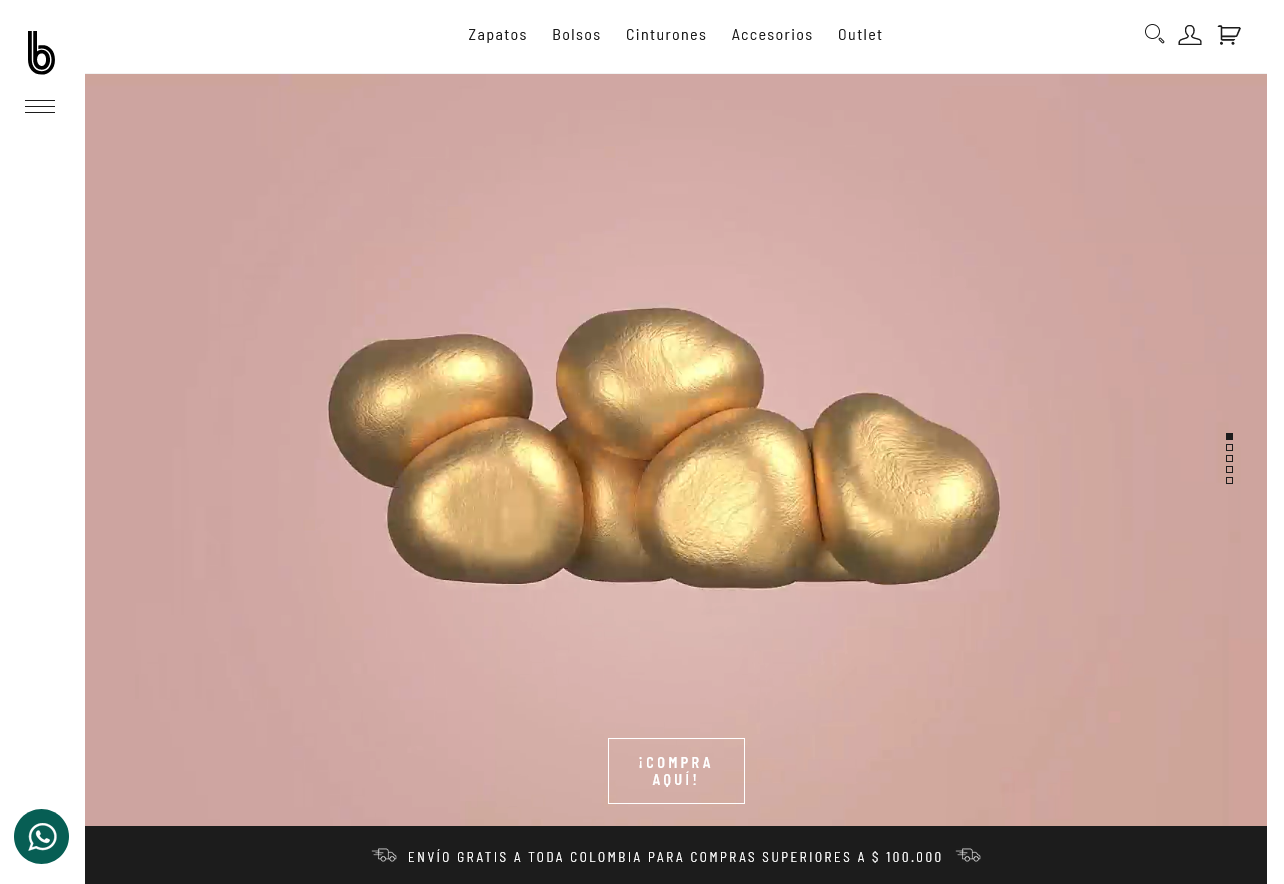 b
Zapatos Bolsos Cinturones Accesorios Outlet
¡COMPRA
AQUÍ!
ENVÍO GRATIS A TODA COLOMBIA PARA COMPRAS SUPERIORES A $ 100.000